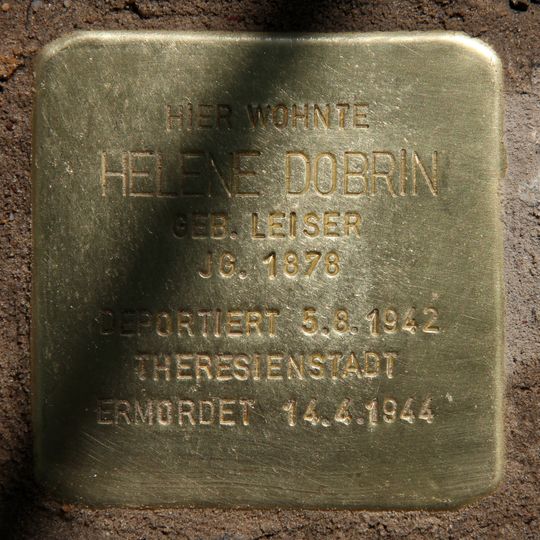 HIER WOHNTE
HELENE DOBRIN
GEB. LEISER
JG. 1878
DEPORTIERT 5.8.1942
THERESIENSTADT
ERMORDET 14.4.1944